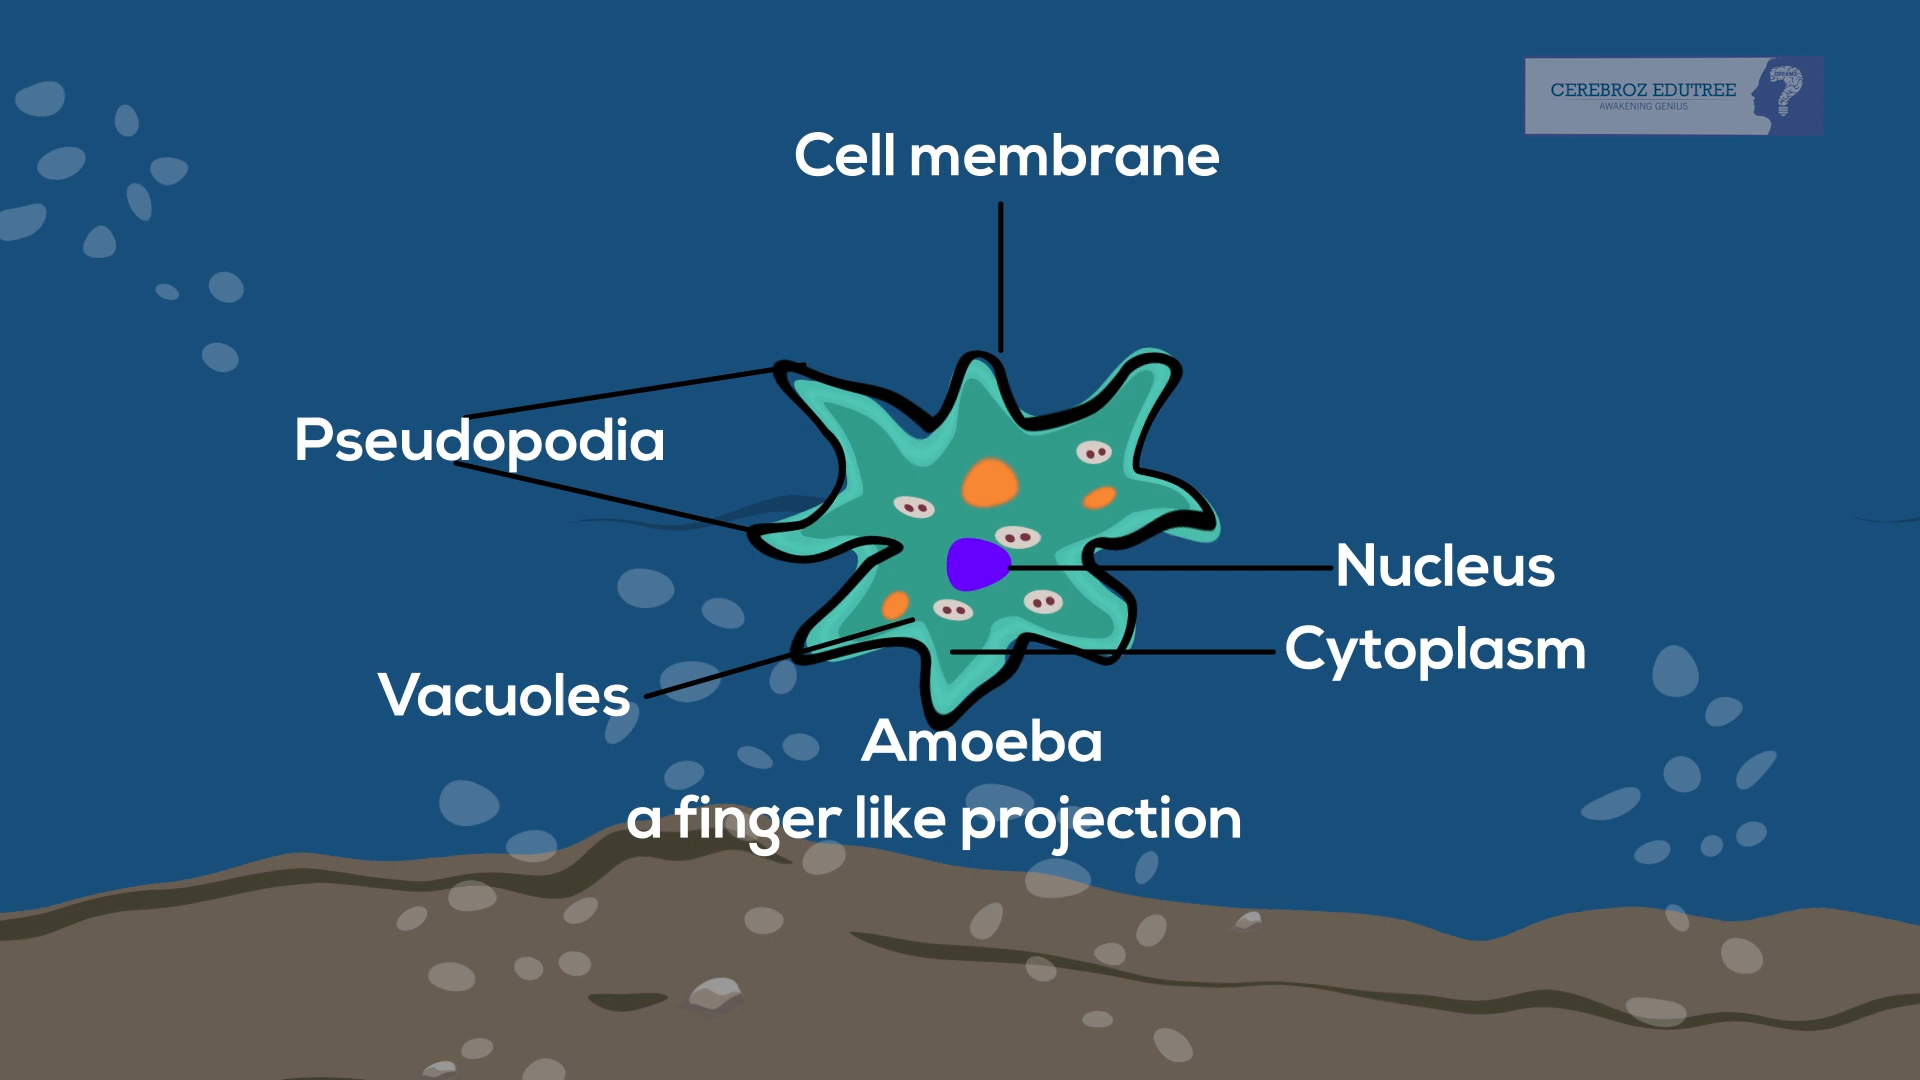 CEREBROZ EDUTREE
AWAKENING GENIUS
Cell membrane
Pseudopodia
Nucleus
Cytoplasm
Vacuoles
Amoeba
a finger like projection